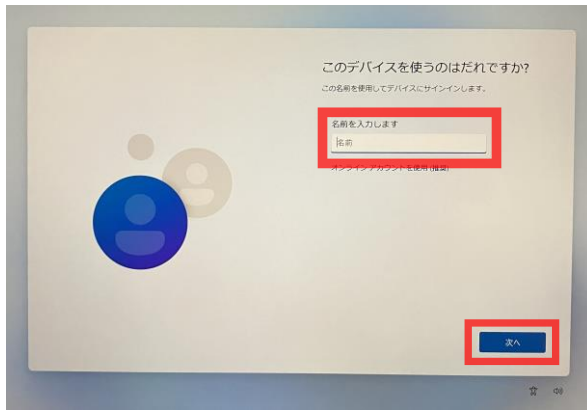 このデバイスを使うのはだれですか?
この名前を使用してデバイスにサインインします。
名前を入力します
名前
オンライン アカウントを使用 (推奨)
次へ